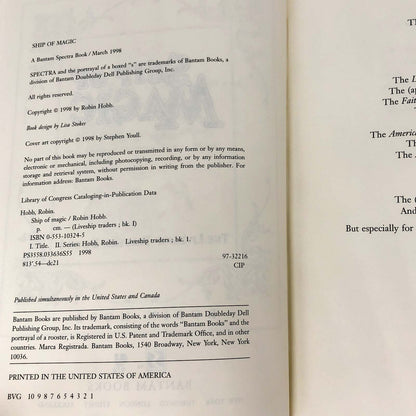 SHIP OF MAGIC
A Bantam Spectra Book / March 1998
SPECTRA and the portrayal of a boxed "s" are trademarks of Bantam Books, a
division of Bantam Doubleday Dell Publishing Group, Inc.
All rights reserved.
Copyright © 1998 by Robin Hobb.
Book design by Lisa Stokes
Cover art copyright © 1998 by Stephen Youll.
No part of this book may be reproduced or transmitted in any form or by any means,
electronic or mechanical, including photocopying, recording, or by any information
storage and retrieval system, without permission in writing from the publisher. For
information address: Bantam Books.
Library of Congress Cataloging-in-Publication Data
Hobb, Robin.
Ship of magic / Robin Hobb.
p. cm. — (Liveship traders ; bk. I)
ISBN 0-553-10324-5
I. Title. II. Series: Hobb, Robin. Liveship traders ; bk. 1.
PS3558.O33636S55 1998
813'.54—dc21 97-32216
CIP
Published simultaneously in the United States and Canada
Bantam Books are published by Bantam Books, a division of Bantam Doubleday Dell
Publishing Group, Inc. Its trademark, consisting of the words "Bantam Books" and the
portrayal of a rooster, is Registered in U.S. Patent and Trademark Office, and in other
countries. Marca Registrada. Bantam Books, 1540 Broadway, New York, New York
10036.
PRINTED IN THE UNITED STATES OF AMERICA
BVG 10 9 8 7 6 5 4 3 2 1
The
The (ap
The Fait
The America
Th
The
The (
And
But especially for